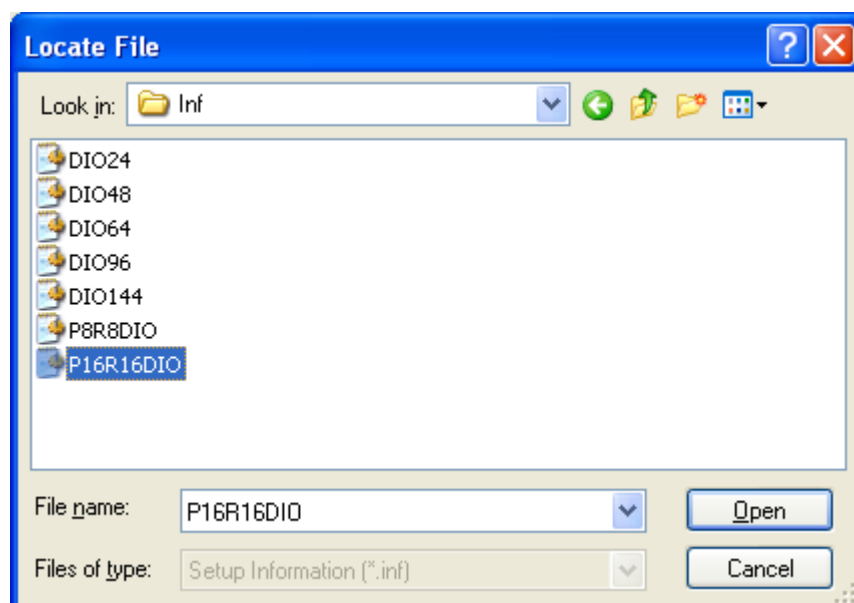 Locate File
Look in: Inf
DIO24
DIO48
DIO64
DIO96
DIO144
P8R8DIO
P16R16DIO
File name: P16R16DIO Open
Files of type: Setup Information (*.inf) Cancel